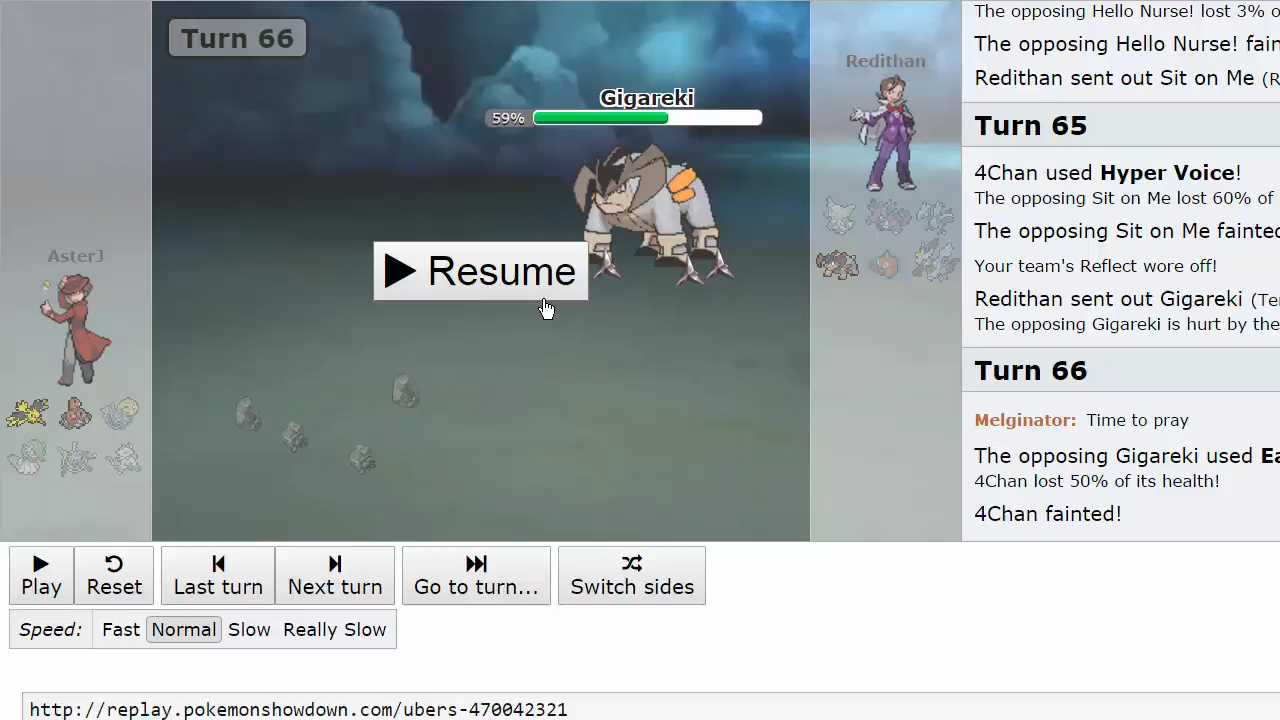 Turn 66
Gigareki
59%
Resume
AsterJ
Redithan
The opposing Hello Nurse! lost 3% o
The opposing Hello Nurse! fain
Redithan sent out Sit on Me (R
Turn 65
4Chan used Hyper Voice!
The opposing Sit on Me lost 60% of
The opposing Sit on Me fainted
Your team's Reflect wore off!
Redithan sent out Gigareki (Te
The opposing Gigareki is hurt by the
Turn 66
Melginator: Time to pray
The opposing Gigareki used Ea
4Chan lost 50% of its health!
4Chan fainted!
Play
Reset
Last turn
Next turn
Go to turn...
Switch sides
Speed: Fast Normal Slow Really Slow
http://replay.pokemonshowdown.com/ubers-470042321